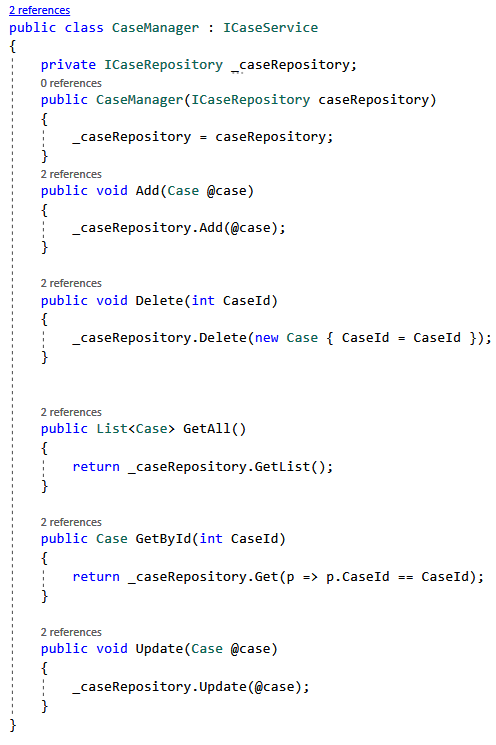 2 references
public class CaseManager : ICaseService
{
private ICaseRepository _caseRepository;
0 references
public CaseManager(ICaseRepository caseRepository)
{
_caseRepository = caseRepository;
}
2 references
public void Add(Case @case)
{
_caseRepository.Add(@case);
}
2 references
public void Delete(int CaseId)
{
_caseRepository.Delete(new Case { CaseId = CaseId });
}
2 references
public List<Case> GetAll()
{
return _caseRepository.GetList();
}
2 references
public Case GetById(int CaseId)
{
return _caseRepository.Get(p => p.CaseId == CaseId);
}
2 references
public void Update(Case @case)
{
_caseRepository.Update(@case);
}
}